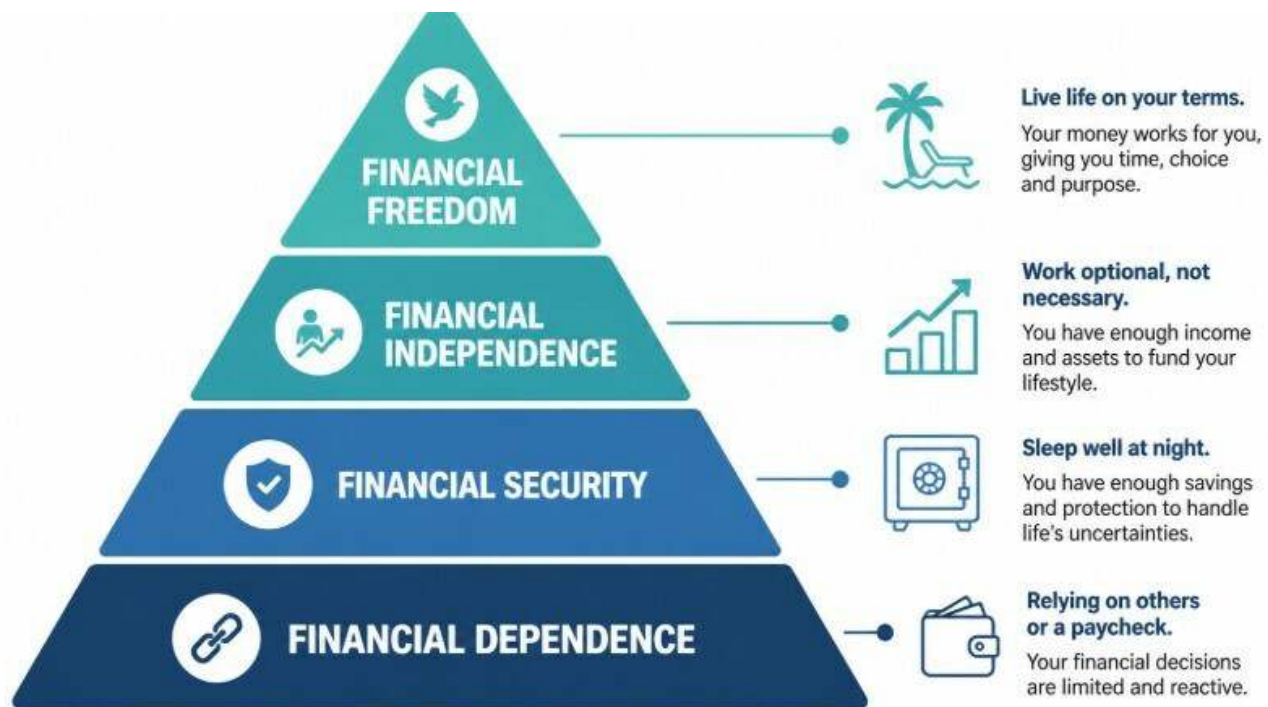 FINANCIAL
FREEDOM
Live life on your terms.
Your money works for you,
giving you time, choice
and purpose.
FINANCIAL
INDEPENDENCE
Work optional, not
necessary.
You have enough income
and assets to fund your
lifestyle.
FINANCIAL SECURITY
Sleep well at night.
You have enough savings
and protection to handle
life's uncertainties.
FINANCIAL DEPENDENCE
Relying on others
or a paycheck.
Your financial decisions
are limited and reactive.